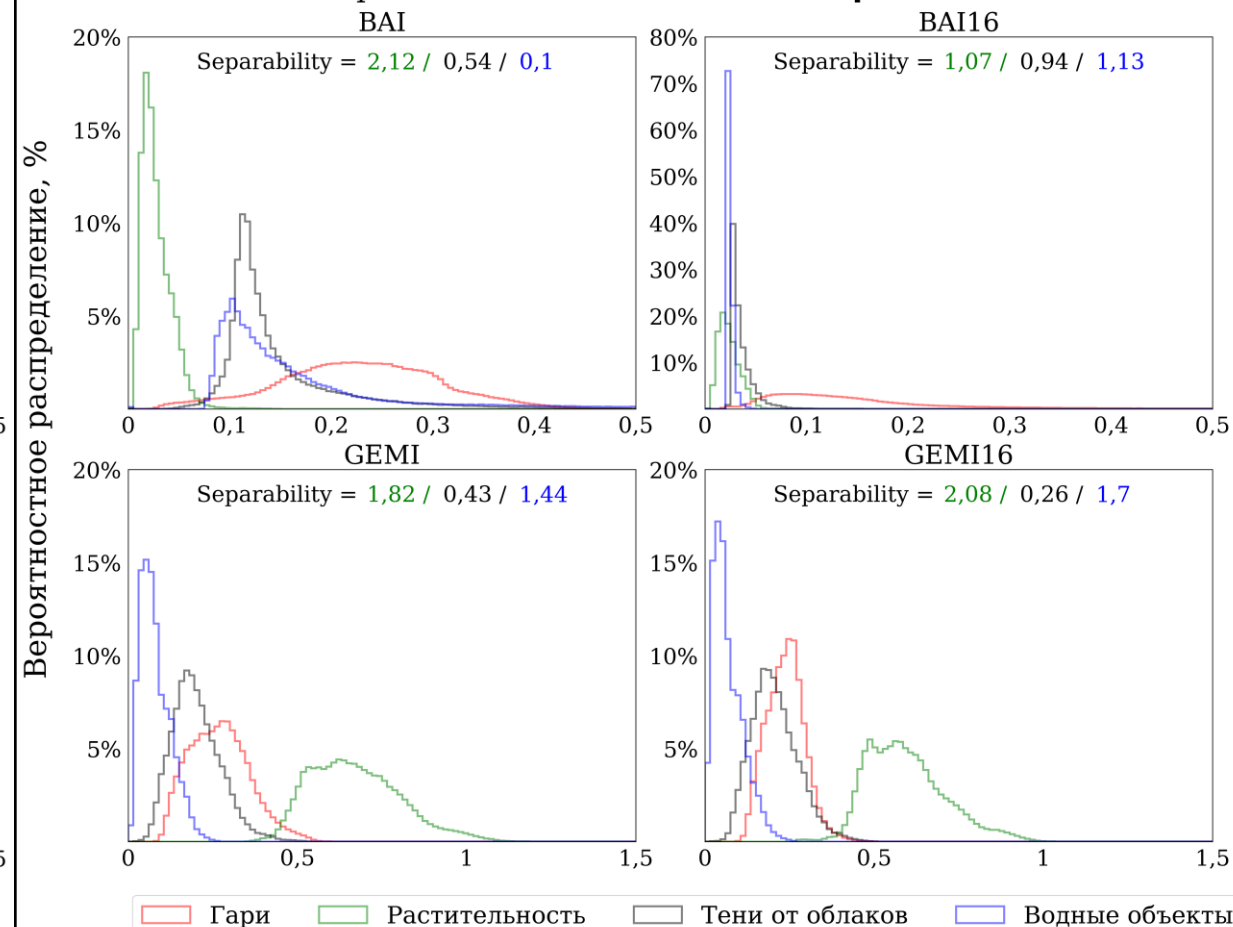 BAI
BAI16
Separability = 2,12 / 0,54 / 0,1
Separability = 1,07 / 0,94 / 1,13
20%
15%
10%
5%
0 0,1 0,2 0,3 0,4 0,5
80%
70%
60%
50%
40%
30%
20%
10%
0 0,1 0,2 0,3 0,4 0,5
Вероятностное распределение, %
GEMI
GEMI16
Separability = 1,82 / 0,43 / 1,44
Separability = 2,08 / 0,26 / 1,7
20%
15%
10%
5%
0 0,5 1 1,5
20%
15%
10%
5%
0 0,5 1 1,5
Гари Растительность Тени от облаков Водные объекты